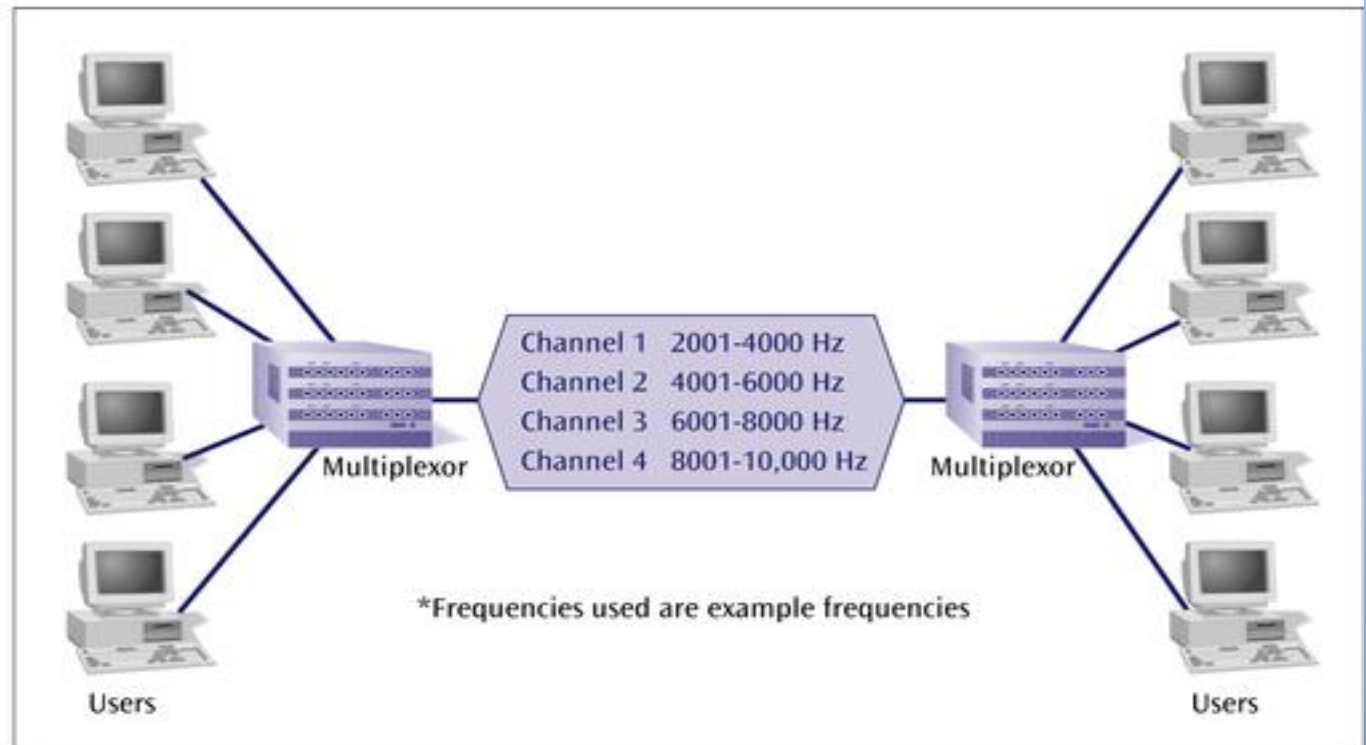 Channel 1 2001-4000 Hz
Channel 2 4001-6000 Hz
Channel 3 6001-8000 Hz
Channel 4 8001-10,000 Hz
Multiplexor
Multiplexor
*Frequencies used are example frequencies
Users
Users